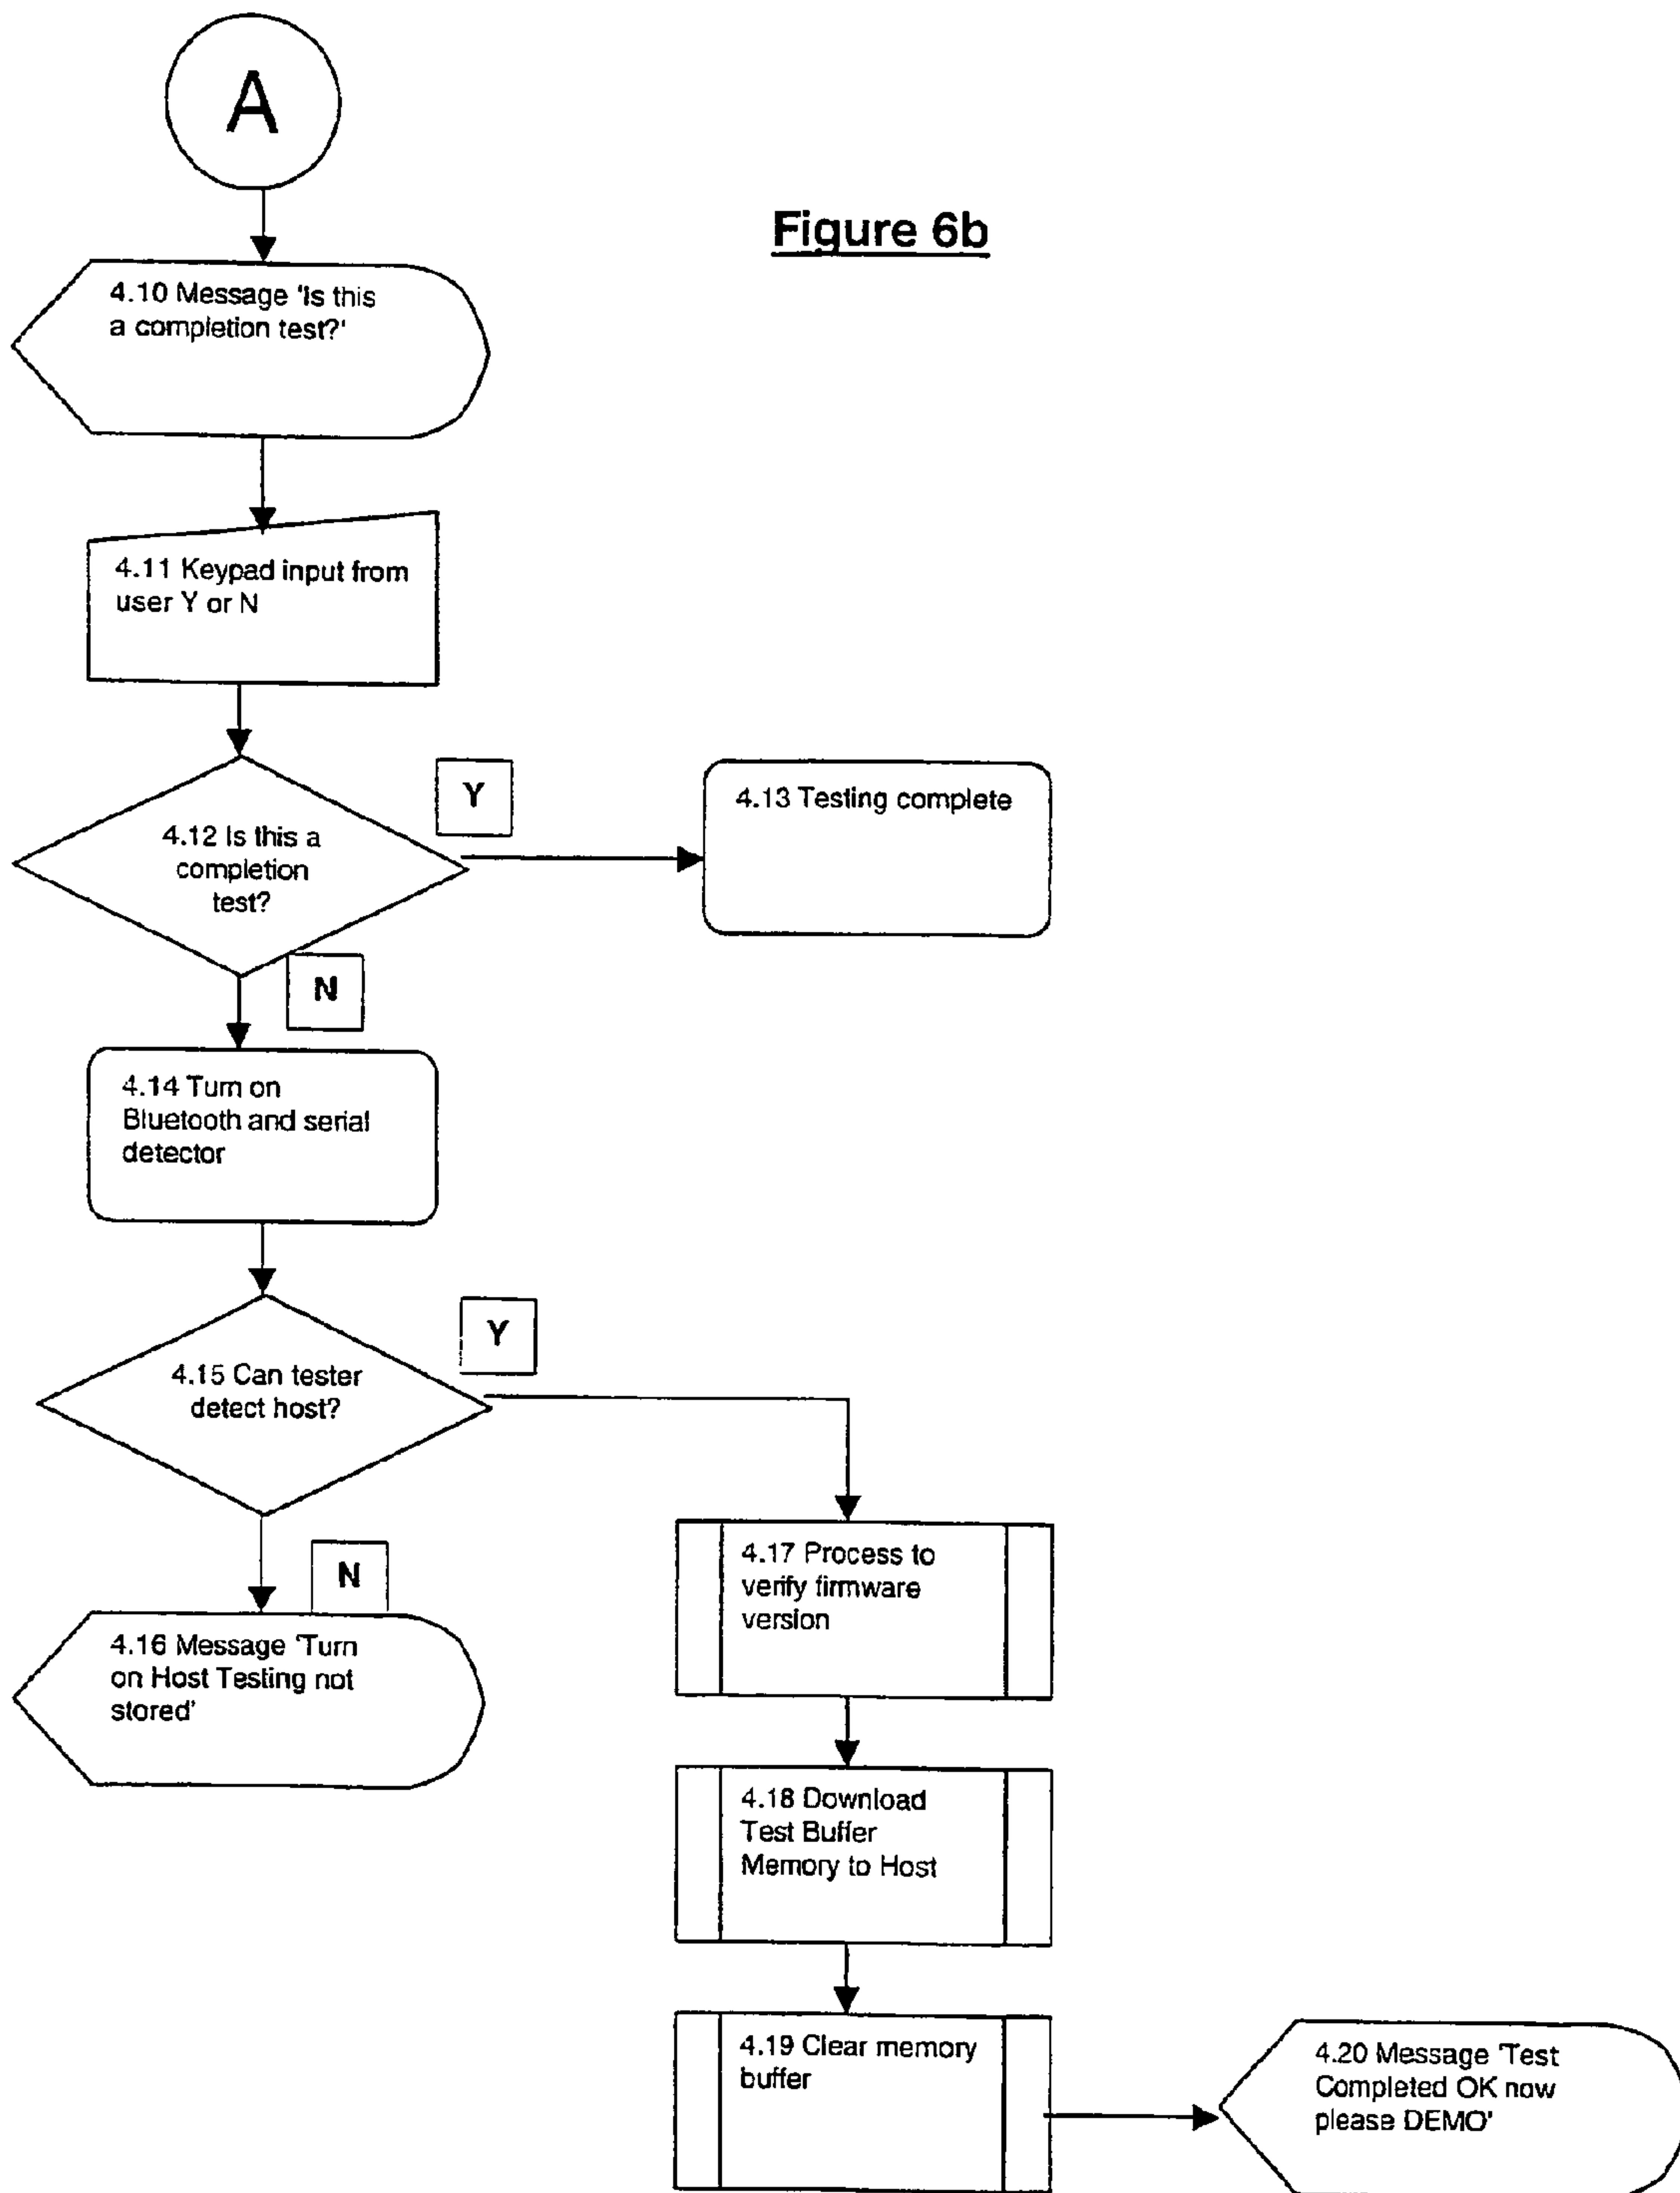 A
Figure 6b
4.10 Message 'Is this
a completion test?'
4.11 Keypad input from
user Y or N
Y
4.12 Is this a
completion
test?
4.13 Testing complete
N
4.14 Turn on
Bluetooth and serial
detector
Y
4.15 Can tester
detect host?
N
4.16 Message 'Turn
on Host Testing not
stored'
4.17 Process to
verify firmware
version
4.18 Download
Test Buffer
Memory to Host
4.19 Clear memory
buffer
4.20 Message 'Test
Completed OK now
please DEMO'